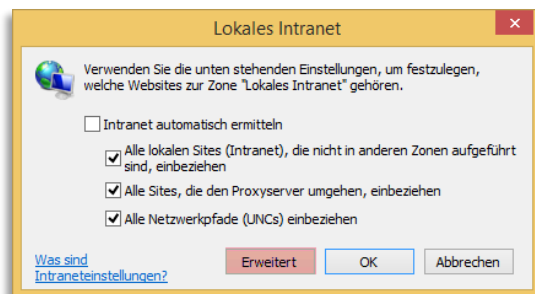 Lokales Intranet
Verwenden Sie die unten stehenden Einstellungen, um festzulegen,
welche Websites zur Zone "Lokales Intranet" gehören.
Intranet automatisch ermitteln
Alle lokalen Sites (Intranet), die nicht in anderen Zonen aufgeführt
sind, einbeziehen
Alle Sites, die den Proxyserver umgehen, einbeziehen
Alle Netzwerkpfade (UNCs) einbeziehen
Was sind
Intraneteinstellungen?
Erweitert OK Abbrechen